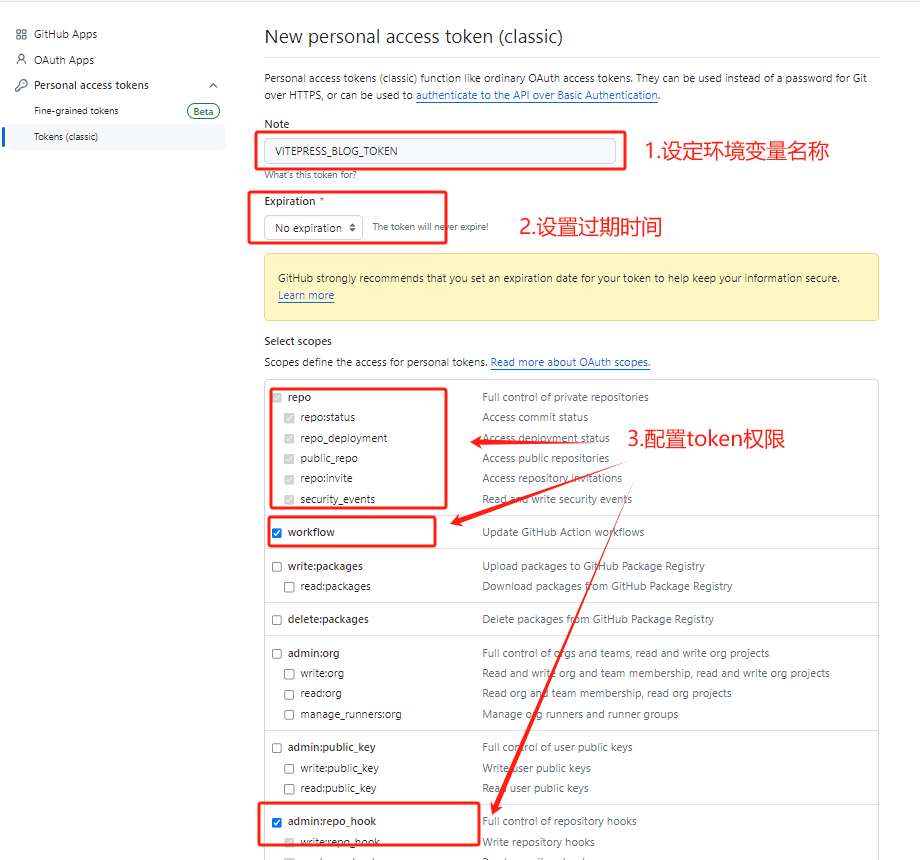 GitHub Apps
OAuth Apps
Personal access tokens
Fine-grained tokens Beta
Tokens (classic)
New personal access token (classic)
Personal access tokens (classic) function like ordinary OAuth access tokens. They can be used instead of a password for Git
over HTTPS, or can be used to authenticate to the API over Basic Authentication.
Note
VITEPRESS_BLOG_TOKEN
1.设定环境变量名称
What's this token for?
Expiration *
No expiration The token will never expire!
2.设置过期时间
GitHub strongly recommends that you set an expiration date for your token to help keep your information secure.
Learn more
Select scopes
Scopes define the access for personal tokens. Read more about OAuth scopes.
repo Full control of private repositories
repo:status Access commit status
repo_deployment Access deployment status
3.配置token权限
public_repo Access public repositories
repo:invite Access repository invitations
security_events Read and write security events
workflow Update GitHub Action workflows
write:packages Upload packages to GitHub Package Registry
read:packages Download packages from GitHub Package Registry
delete:packages Delete packages from GitHub Package Registry
admin:org Full control of orgs and teams, read and write org projects
write:org Read and write org and team membership, read and write org projects
read:org Read org and team membership, read org projects
manage_runners:org Manage org runners and runner groups
admin:public_key Full control of user public keys
write:public_key Write user public keys
read:public_key Read user public keys
admin:repo_hook Full control of repository hooks
write:repo_hook Write repository hooks